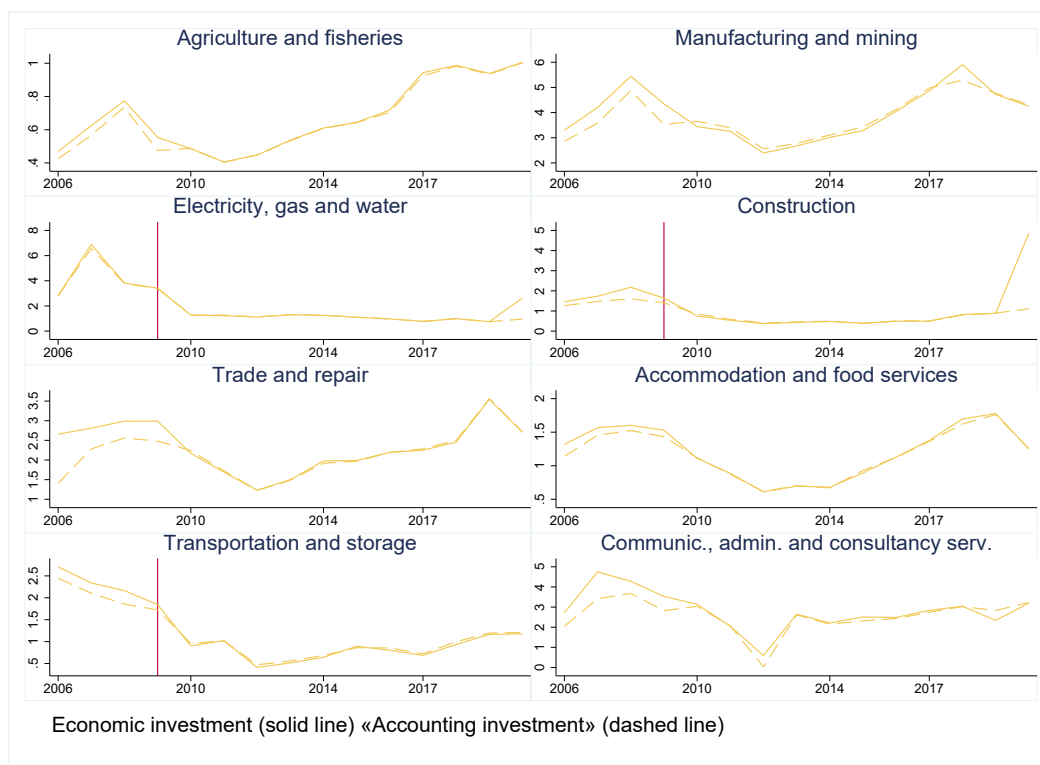 Agriculture and fisheries
1
.8
.6
.4
2006 2010 2014 2017
Manufacturing and mining
6
5
4
3
2
2006 2010 2014 2017
Electricity, gas and water
8
6
4
2
0
2006 2010 2014 2017
Construction
5
4
3
2
1
0
2006 2010 2014 2017
Trade and repair
3.5
3
2.5
2
1.5
1
2006 2010 2014 2017
Accommodation and food services
2
1.5
1
.5
2006 2010 2014 2017
Transportation and storage
2.5
2
1.5
1
.5
2006 2010 2014 2017
Communic., admin. and consultancy serv.
5
4
3
2
1
0
2006 2010 2014 2017
Economic investment (solid line) «Accounting investment» (dashed line)